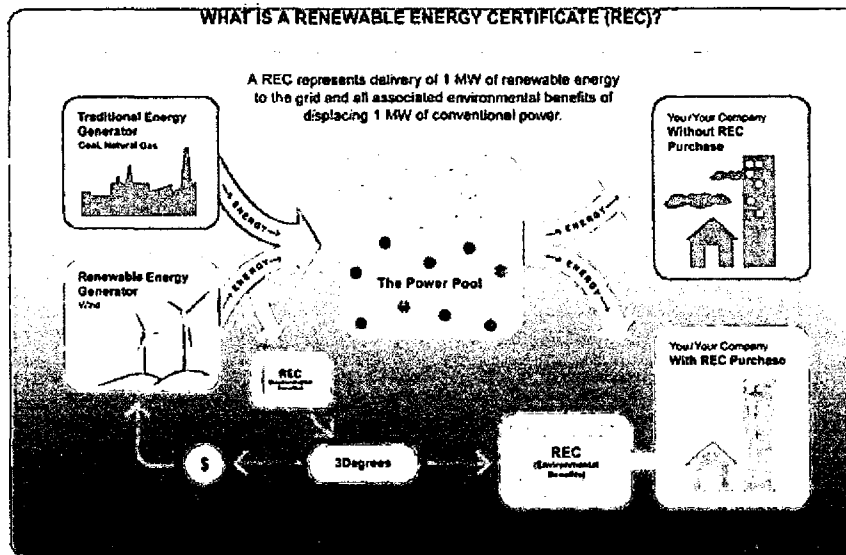 WHAT IS A RENEWABLE ENERGY CERTIFICATE (REC)?
A REC represents delivery of 1 MW of renewable energy
to the grid and all associated environmental benefits of
displacing 1 MW of conventional power.
Traditional Energy
Generator
Coal, Natural Gas
ENERGY
Renewable Energy
Generator
Wind
ENERGY
The Power Pool
ENERGY
ENERGY
You/Your Company
Without REC
Purchase
You/Your Company
With REC Purchase
REC
$
3Degrees
REC
(Environmental
Benefits)